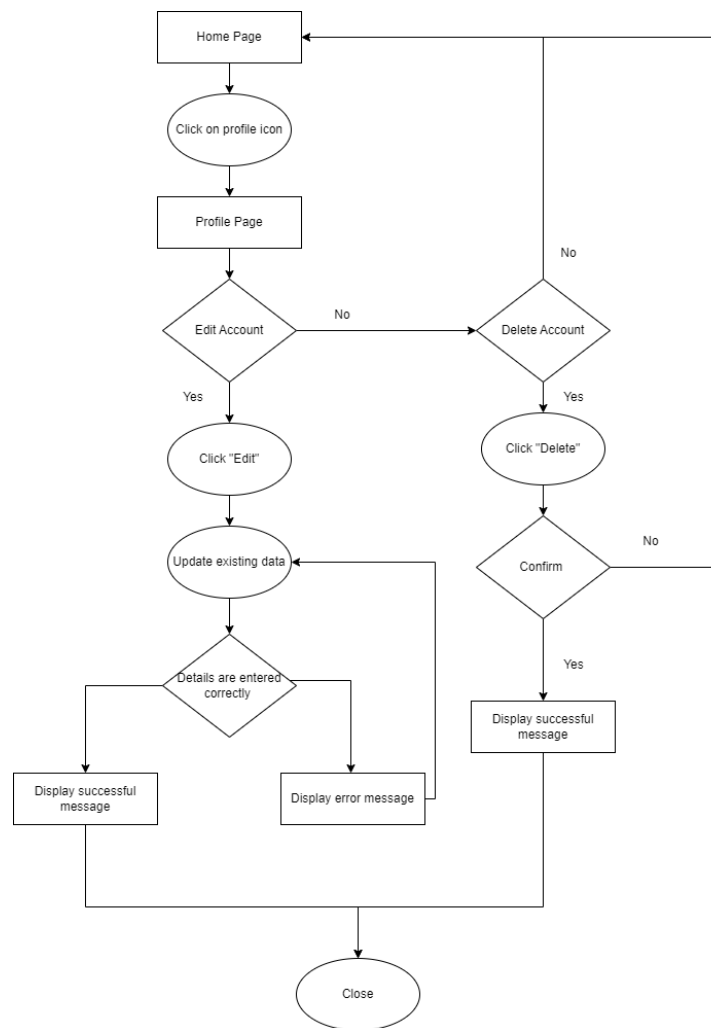 Home Page
Click on profile icon
Profile Page
No
Edit Account
No
Delete Account
Yes
Yes
Click "Edit"
Click "Delete"
No
Update existing data
Confirm
Yes
Details are entered
correctly
Display successful
message
Display successful
message
Display error message
Close